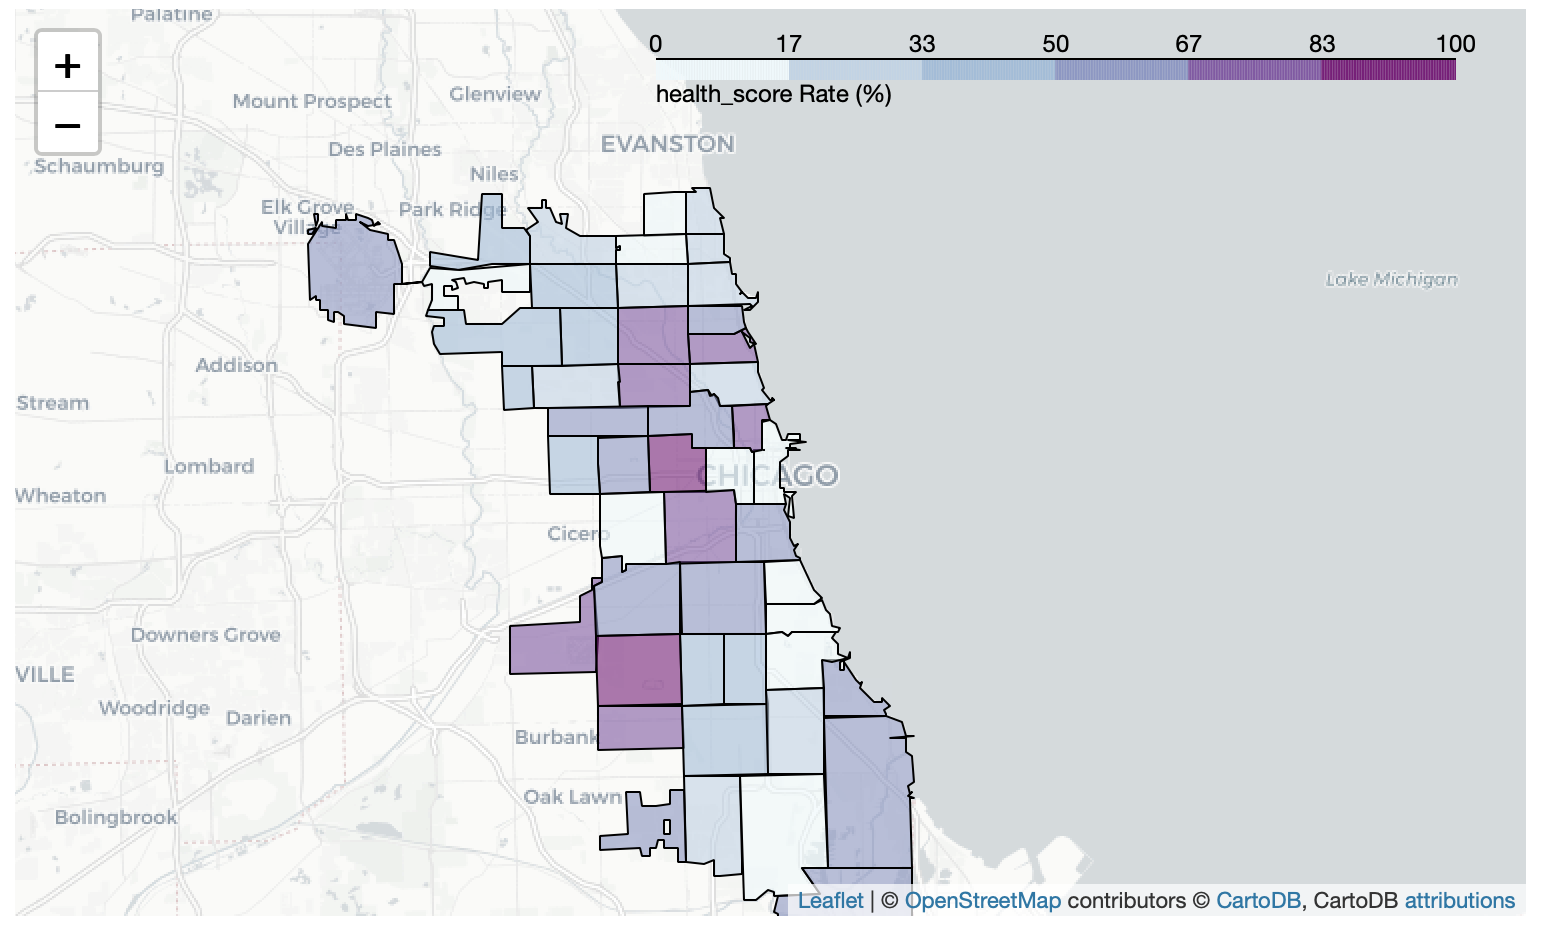 Palatine
+
−
0 17 33 50 67 83 100
health_score Rate (%)
Mount Prospect
Glenview
EVANSTON
Des Plaines
Schaumburg
Niles
Elk Grove
Village
Park Ridge
Lake Michigan
Addison
Stream
Lombard
CHICAGO
Wheaton
Cicero
Downers Grove
VILLE
Woodridge
Darien
Burbank
Oak Lawn
Bolingbrook
Leaflet | © OpenStreetMap contributors © CartoDB, CartoDB attributions